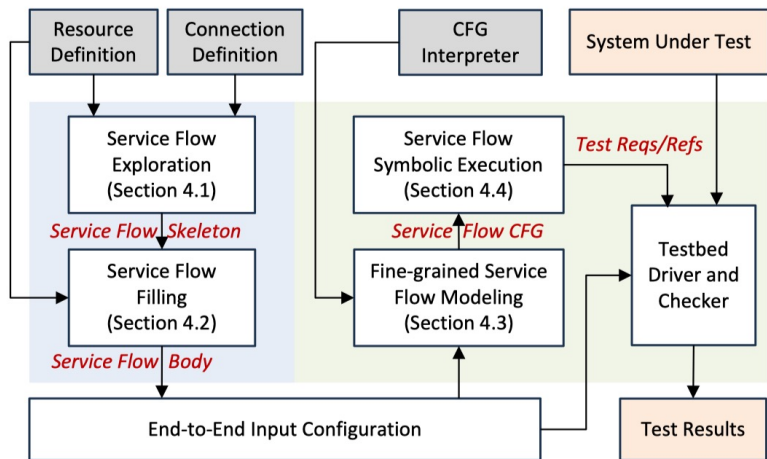 Resource
Definition
Connection
Definition
CFG
Interpreter
System Under Test
Service Flow
Exploration
(Section 4.1)
Service Flow
Symbolic Execution
(Section 4.4)
Test Reqs/Refs
Service Flow Skeleton
Service Flow CFG
Service Flow
Filling
(Section 4.2)
Fine-grained Service
Flow Modeling
(Section 4.3)
Testbed
Driver and
Checker
Service Flow Body
End-to-End Input Configuration
Test Results